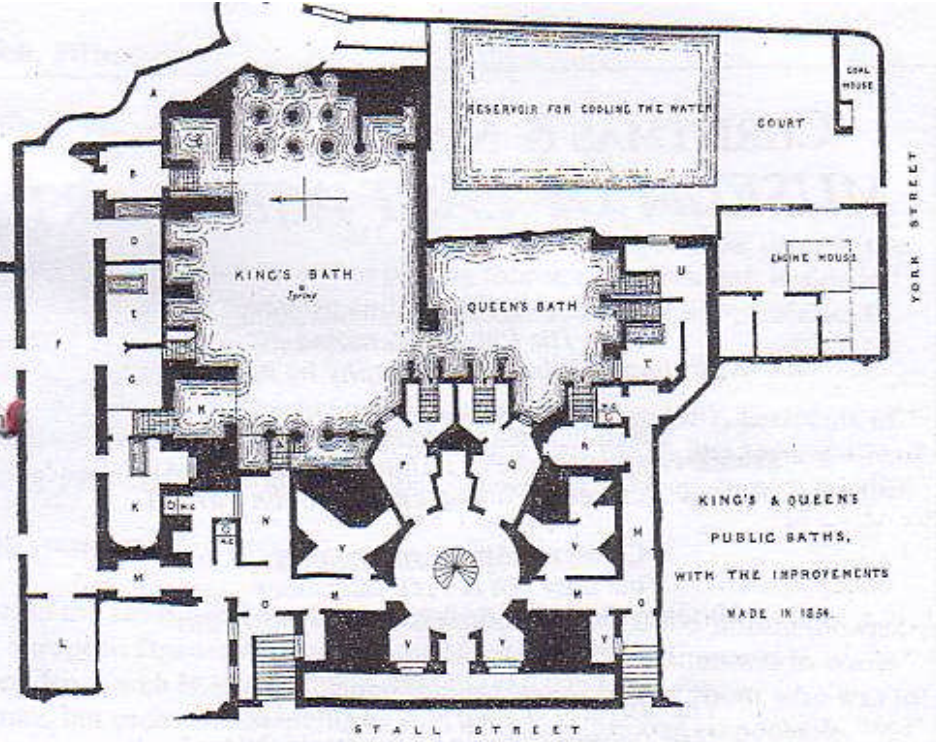 A
RESERVOIR FOR COOLING THE WATER
COAL
HOUSE
COURT
YORK STREET
B
D
KING'S BATH
Spring
QUEEN'S BATH
ENGINE HOUSE
U
E
F
T
G
H
R
P
Q
I
KING'S & QUEEN'S
PUBLIC BATHS,
WITH THE IMPROVEMENTS
MADE IN 1864.
K
W.C
N
Y
Y
M
M
M
M
O
O
L
V
V
Y
STALL STREET